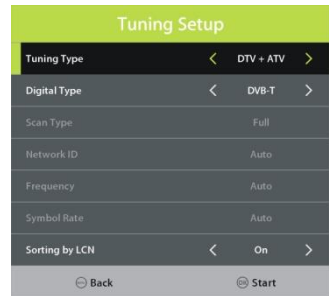 Tuning Setup
Tuning Type < DTV + ATV >
Digital Type < DVB-T >
Scan Type Full
Network ID Auto
Frequency Auto
Symbol Rate Auto
Sorting by LCN < On >
Back OK Start